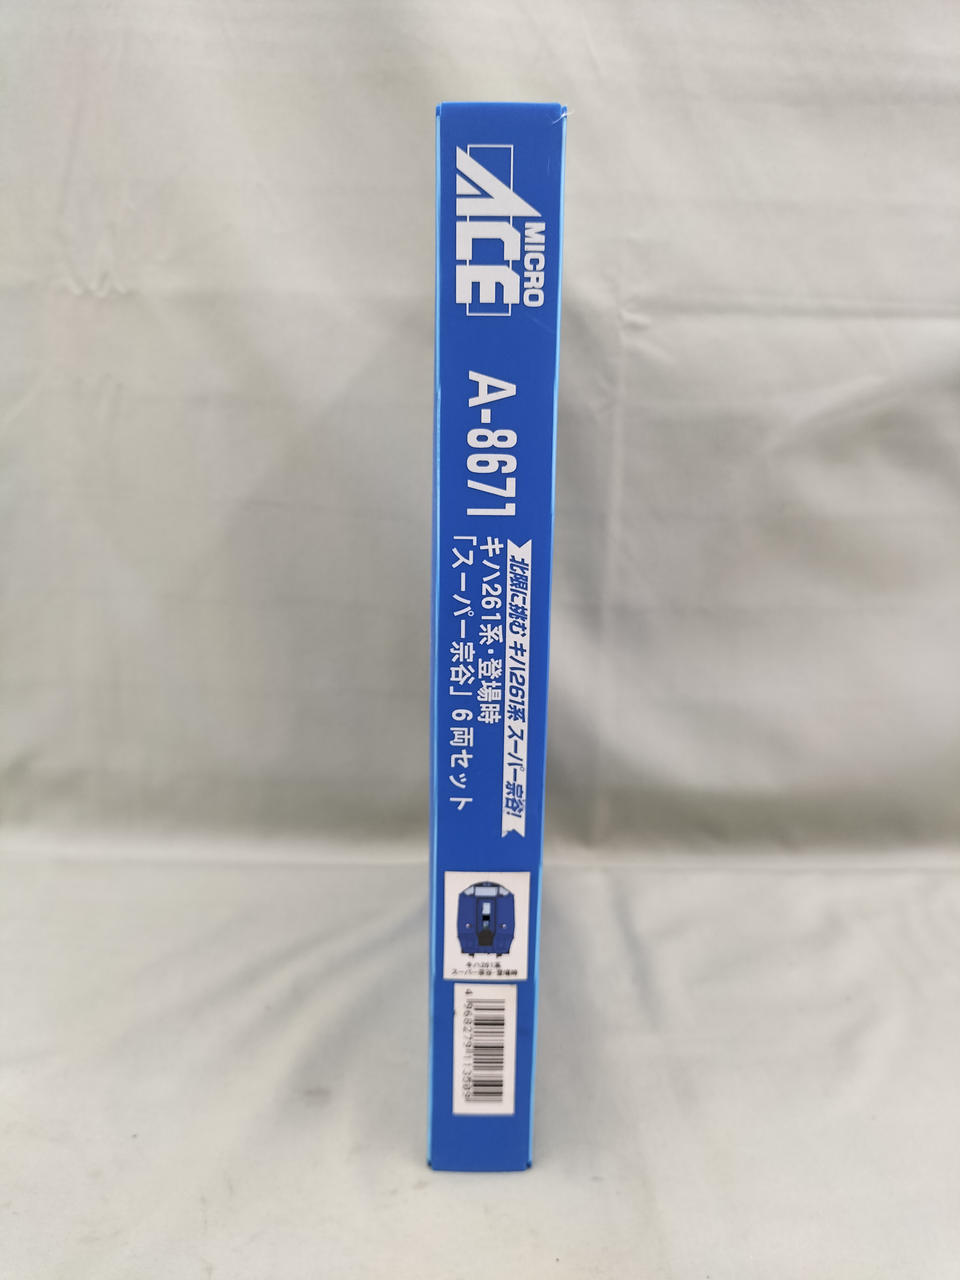 MICRO
ACE
A-8671
北限に挑む キハ261系 スーパー宗谷!
キハ261系・登場時
「スーパー宗谷」6両セット